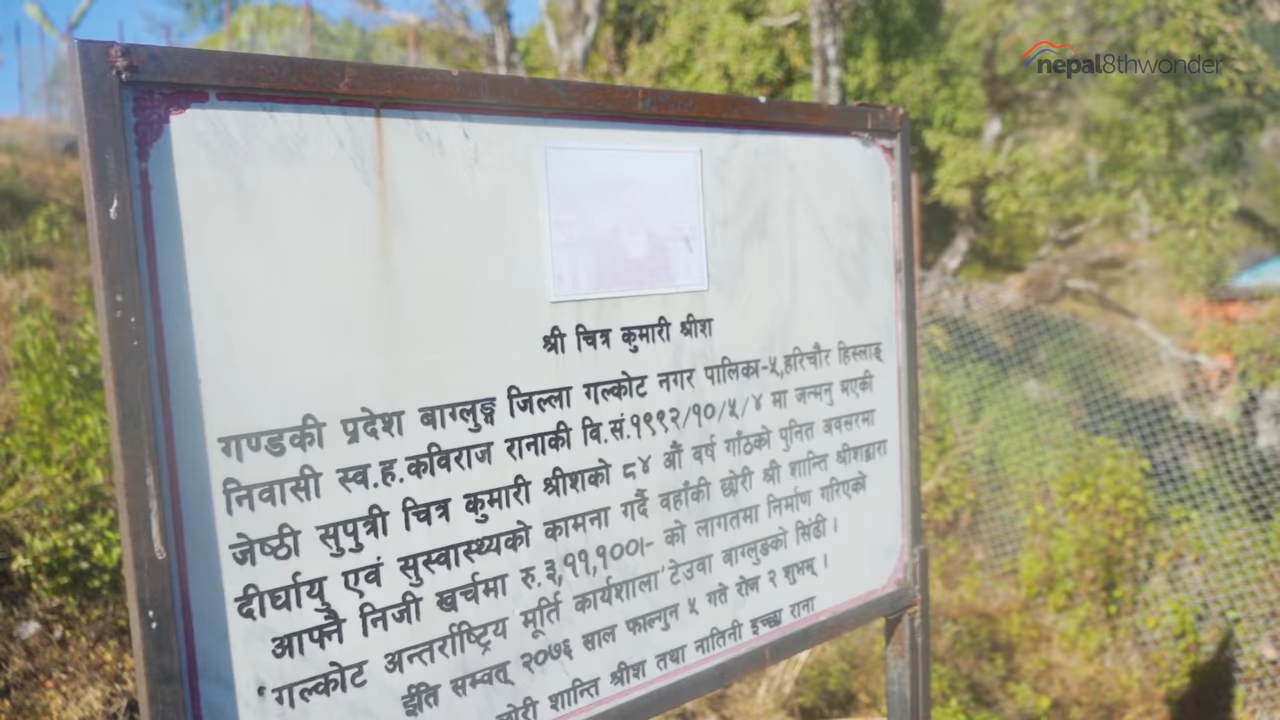 nepal8thwonder
श्री चित्र कुमारी श्रीश
गण्डकी प्रदेश बाग्लुङ्ग जिल्ला गल्कोट नगर पालिका-५,हरिचौर हिस्लाङ्
निवासी स्व.ह.कविराज रानाकी वि.सं.१९९२/१०/५/४ मा जन्मनु भएकी
जेष्ठी सुपुत्री चित्र कुमारी श्रीशको ८४ औं वर्ष गाँठको पुनित अवसरमा
दीर्घायु एवं सुस्वास्थ्यको कामना गर्दै वहाँकी छोरी श्री शान्ति श्रीशद्वारा
आफ्नै निजी खर्चमा रु.३,११,१००।- को लागतमा निर्माण गरिएको
'गल्कोट अन्तर्राष्ट्रिय मूर्ति कार्यशाला' टेउवा बाग्लुङको सिंढी ।
ईति सम्वत् २०७६ साल फाल्गुन ५ गते रोज २ शुभम् ।
छोरी शान्ति श्रीश तथा नातिनी इच्छा राना